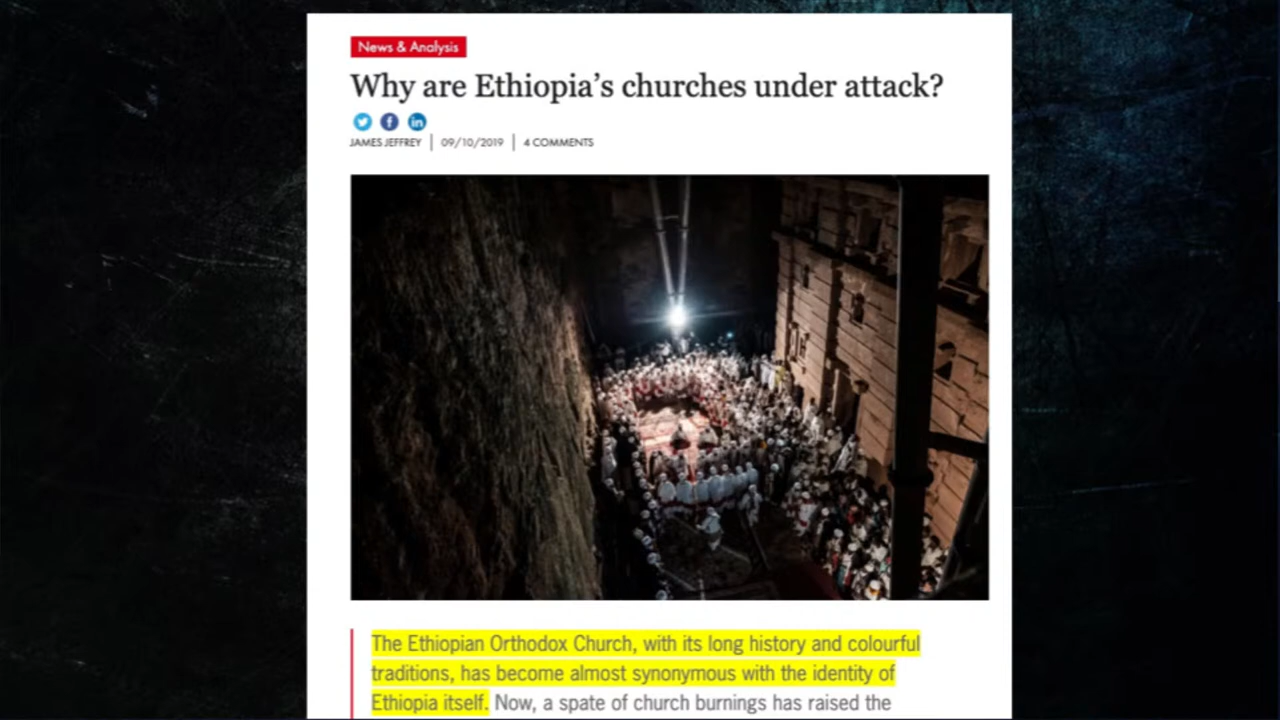 News & Analysis
Why are Ethiopia's churches under attack?
JAMES JEFFREY | 09/10/2019 | 4 COMMENTS
The Ethiopian Orthodox Church, with its long history and colourful
traditions, has become almost synonymous with the identity of
Ethiopia itself. Now, a spate of church burnings has raised the